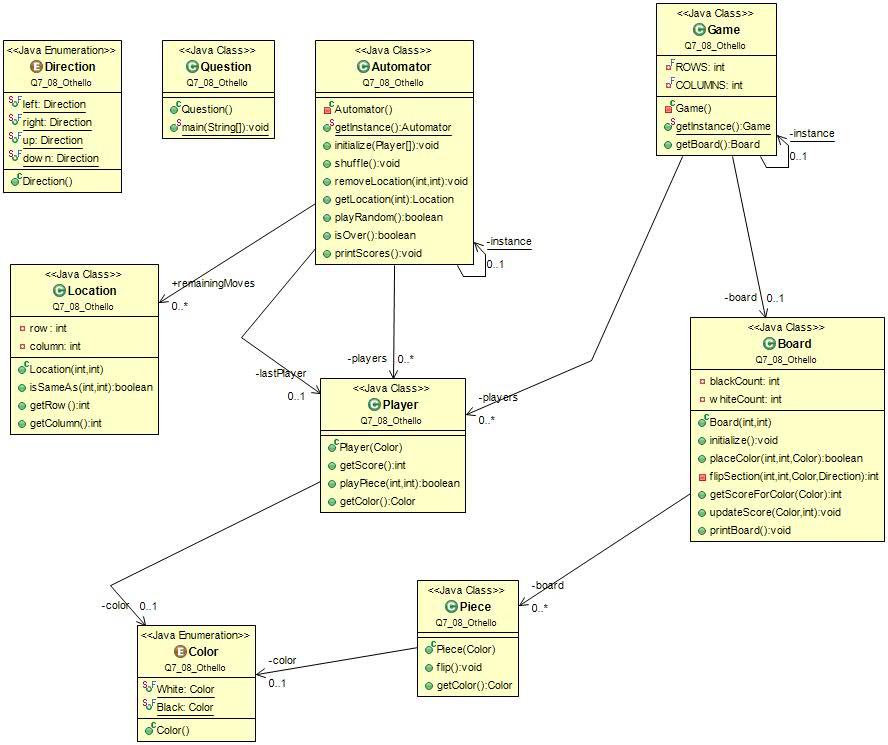 <<Java Enumeration>>
Direction
Q7_08_Othello
left: Direction
right: Direction
up: Direction
down: Direction
Direction()
<<Java Class>>
Question
Q7_08_Othello
Question()
main(String[]):void
<<Java Class>>
Automator
Q7_08_Othello
Automator()
getInstance():Automator
initialize(Player[]):void
shuffle():void
removeLocation(int,int):void
getLocation(int):Location
playRandom():boolean
isOver():boolean
printScores():void
<<Java Class>>
Game
Q7_08_Othello
ROWS: int
COLUMNS: int
Game()
getInstance():Game
getBoard():Board
-instance
0..1
-instance
0..1
+remainingMoves
0..*
<<Java Class>>
Location
Q7_08_Othello
row: int
column: int
Location(int,int)
isSameAs(int,int):boolean
getRow():int
getColumn():int
-lastPlayer
0..1
-players
0..*
-players
0..*
-board
0..1
<<Java Class>>
Player
Q7_08_Othello
Player(Color)
getScore():int
playPiece(int,int):boolean
getColor():Color
<<Java Class>>
Board
Q7_08_Othello
blackCount: int
whiteCount: int
Board(int,int)
initialize():void
placeColor(int,int,Color):boolean
flipSection(int,int,Color,Direction):int
getScoreForColor(Color):int
updateScore(Color,int):void
printBoard():void
-color
0..1
-board
0..*
<<Java Class>>
Piece
Q7_08_Othello
Piece(Color)
flip():void
getColor():Color
-color
0..1
<<Java Enumeration>>
Color
Q7_08_Othello
White: Color
Black: Color
Color()